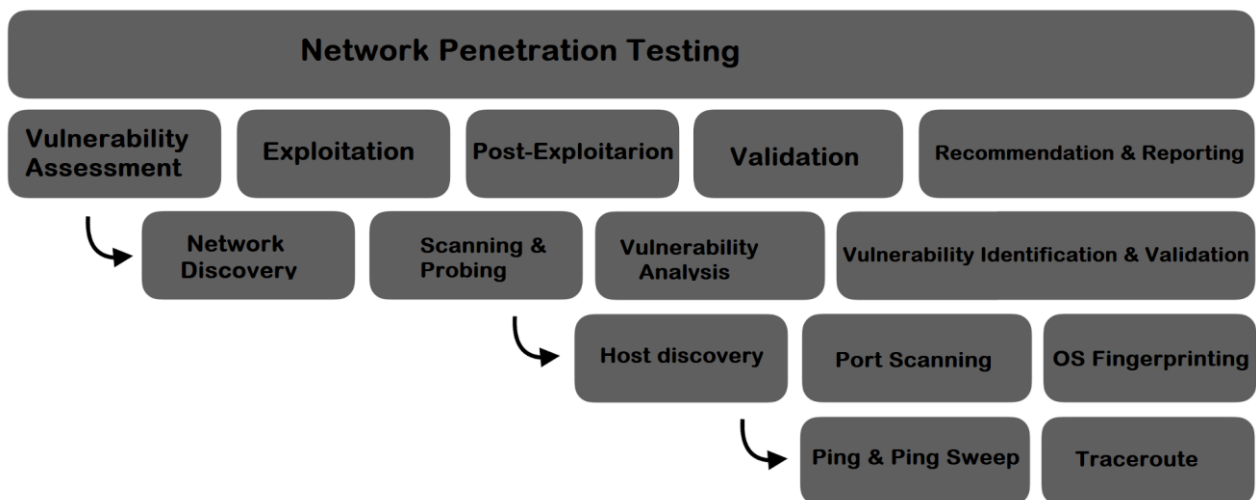 Network Penetration Testing
Vulnerability
Assessment
Exploitation
Post-Exploitarion
Validation
Recommendation & Reporting
Network
Discovery
Scanning &
Probing
Vulnerability
Analysis
Vulnerability Identification & Validation
Host discovery
Port Scanning
OS Fingerprinting
Ping & Ping Sweep
Traceroute